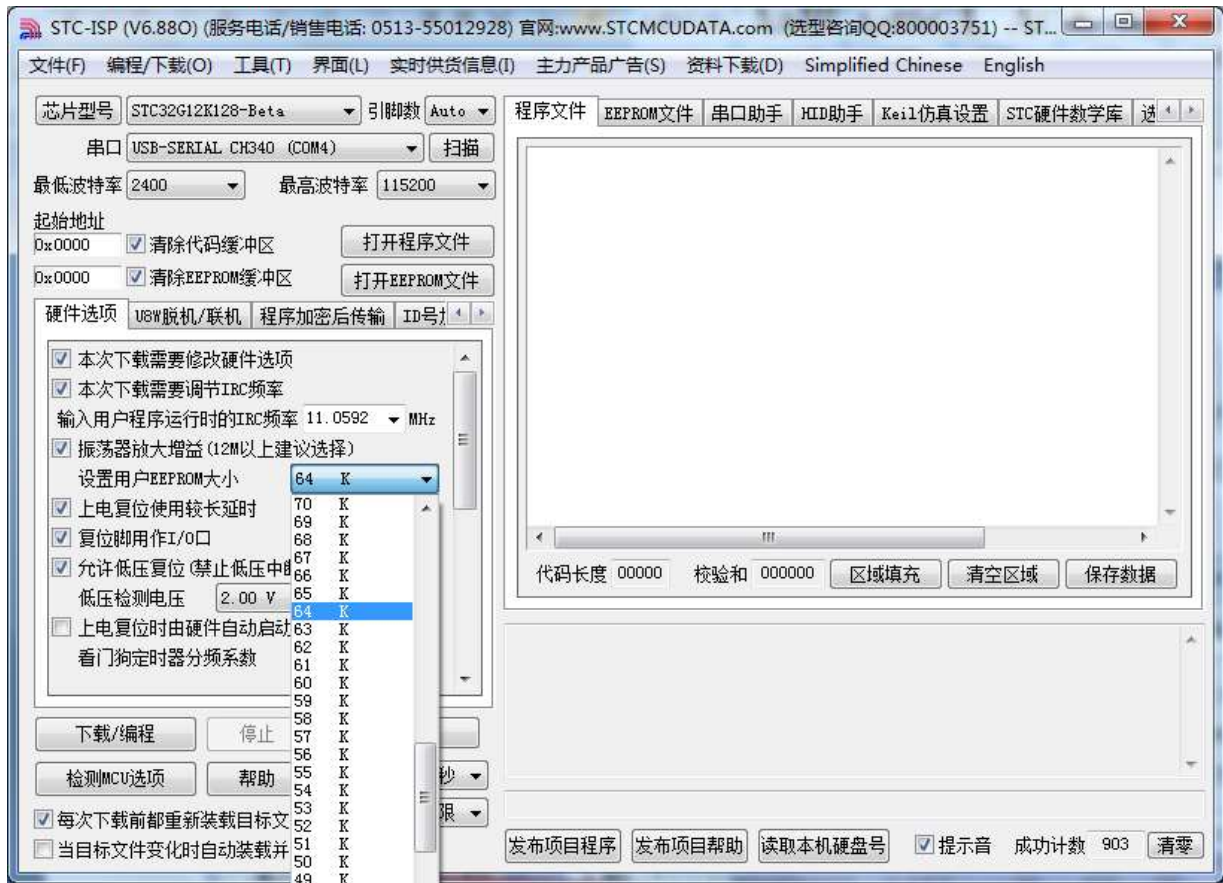 STC-ISP (V6.88O) (服务电话/销售电话: 0513-55012928) 官网:www.STCMCUDATA.com (选型咨询QQ:800003751) -- ST...
文件(F) 编程/下载(O) 工具(T) 界面(L) 实时供货信息(I) 主力产品广告(S) 资料下载(D) Simplified Chinese English
芯片型号 STC32G12K128-Beta 引脚数 Auto
串口 USB-SERIAL CH340 (COM4) 扫描
最低波特率 2400 最高波特率 115200
起始地址
0x0000 清除代码缓冲区 打开程序文件
0x0000 清除EEPROM缓冲区 打开EEPROM文件
硬件选项 U8W脱机/联机 程序加密后传输 ID号
本次下载需要修改硬件选项
本次下载需要调节IRC频率
输入用户程序运行时的IRC频率 11.0592 MHz
振荡器放大增益(12M以上建议选择)
设置用户EEPROM大小 64 K
上电复位使用较长延时
复位脚用作I/O口
允许低压复位(禁止低压中
低压检测电压 2.00 V
上电复位时由硬件自动启动
看门狗定时器分频系数
70 K
69 K
68 K
67 K
66 K
65 K
64 K
63 K
62 K
61 K
60 K
59 K
58 K
57 K
56 K
55 K
54 K
53 K
52 K
51 K
50 K
49 K
下载/编程 停止
检测MCU选项 帮助 秒
每次下载前都重新装载目标文 限
当目标文件变化时自动装载并
程序文件 EEPROM文件 串口助手 HID助手 Keil仿真设置 STC硬件数学库 选
代码长度 00000 校验和 000000 区域填充 清空区域 保存数据
发布项目程序 发布项目帮助 读取本机硬盘号 提示音 成功计数 903 清零